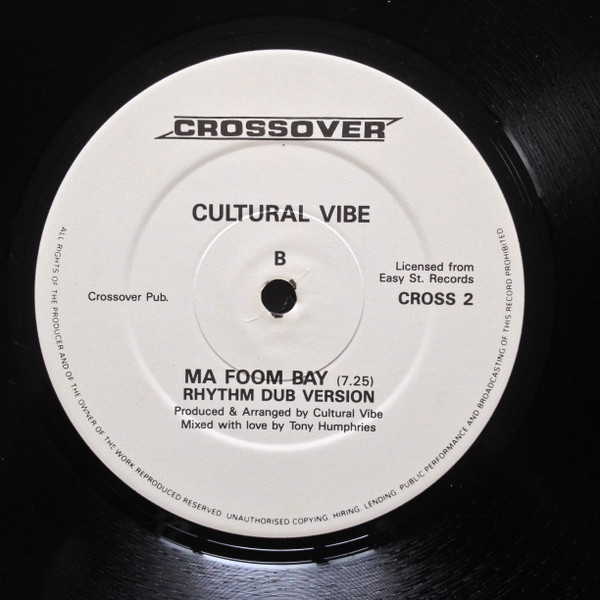 CROSSOVER
CULTURAL VIBE
B
Licensed from
Easy St. Records
Crossover Pub.
CROSS 2
MA FOOM BAY (7.25)
RHYTHM DUB VERSION
Produced & Arranged by Cultural Vibe
Mixed with love by Tony Humphries
ALL RIGHTS OF THE PRODUCER AND OF THE OWNER OF THE WORK REPRODUCED RESERVED. UNAUTHORISED COPYING, HIRING, LENDING, PUBLIC PERFORMANCE AND BROADCASTING OF THIS RECORD PROHIBITED